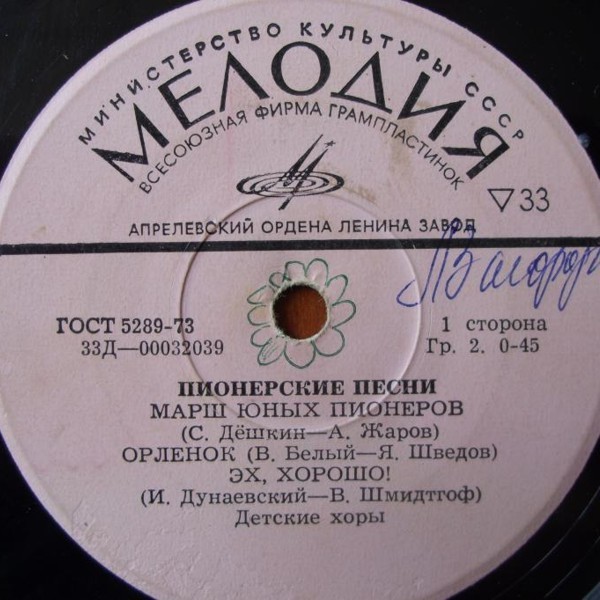 МИНИСТЕРСТВО КУЛЬТУРЫ СССР
МЕЛОДИЯ
ВСЕСОЮЗНАЯ ФИРМА ГРАМПЛАСТИНОК
▽33
АПРЕЛЕВСКИЙ ОРДЕНА ЛЕНИНА ЗАВОД
ГОСТ 5289-73
33Д—00032039
1 сторона
Гр. 2. 0-45
ПИОНЕРСКИЕ ПЕСНИ
МАРШ ЮНЫХ ПИОНЕРОВ
(С. Дёшкин—А. Жаров)
ОРЛЕНОК (В. Белый—Я. Шведов)
ЭХ, ХОРОШО!
(И. Дунаевский—В. Шмидтгоф)
Детские хоры